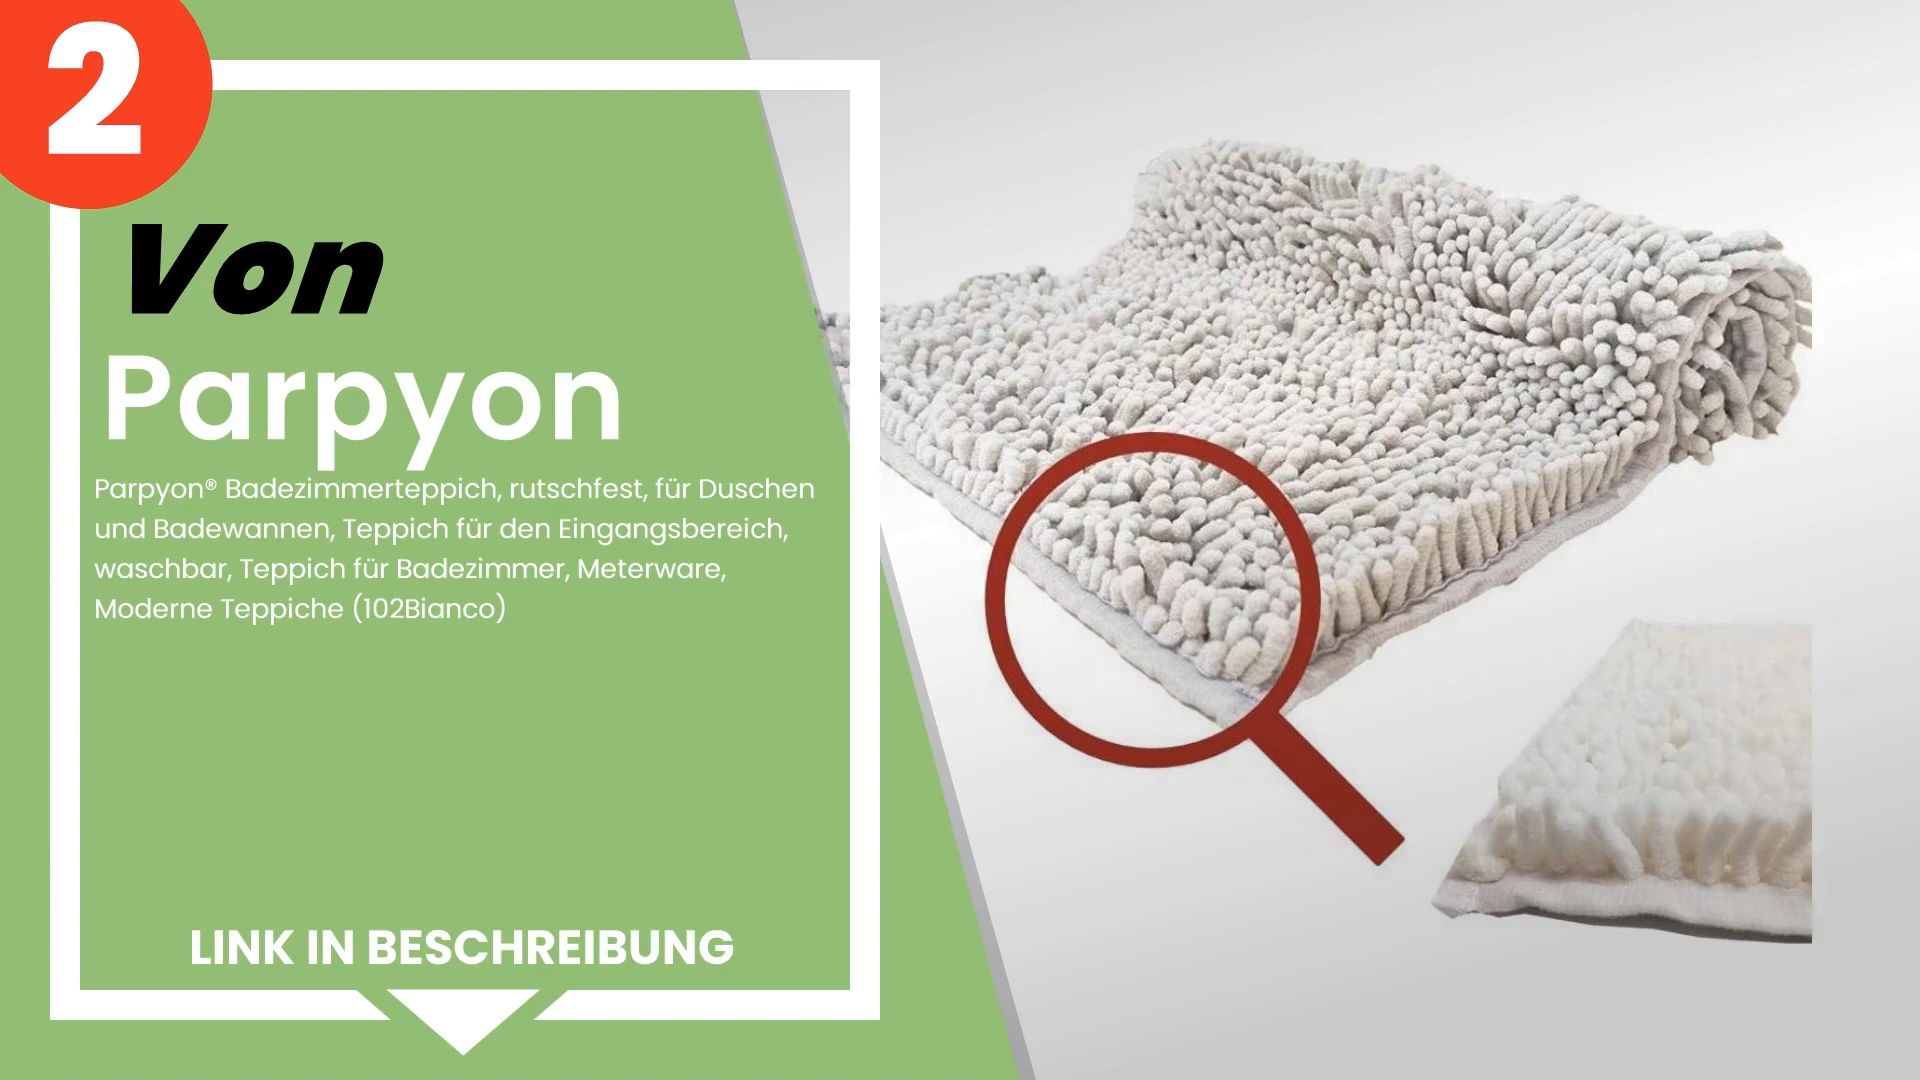 2
Von
Parpyon
Parpyon® Badezimmerteppich, rutschfest, für Duschen
und Badewannen, Teppich für den Eingangsbereich,
waschbar, Teppich für Badezimmer, Meterware,
Moderne Teppiche (102Bianco)
LINK IN BESCHREIBUNG